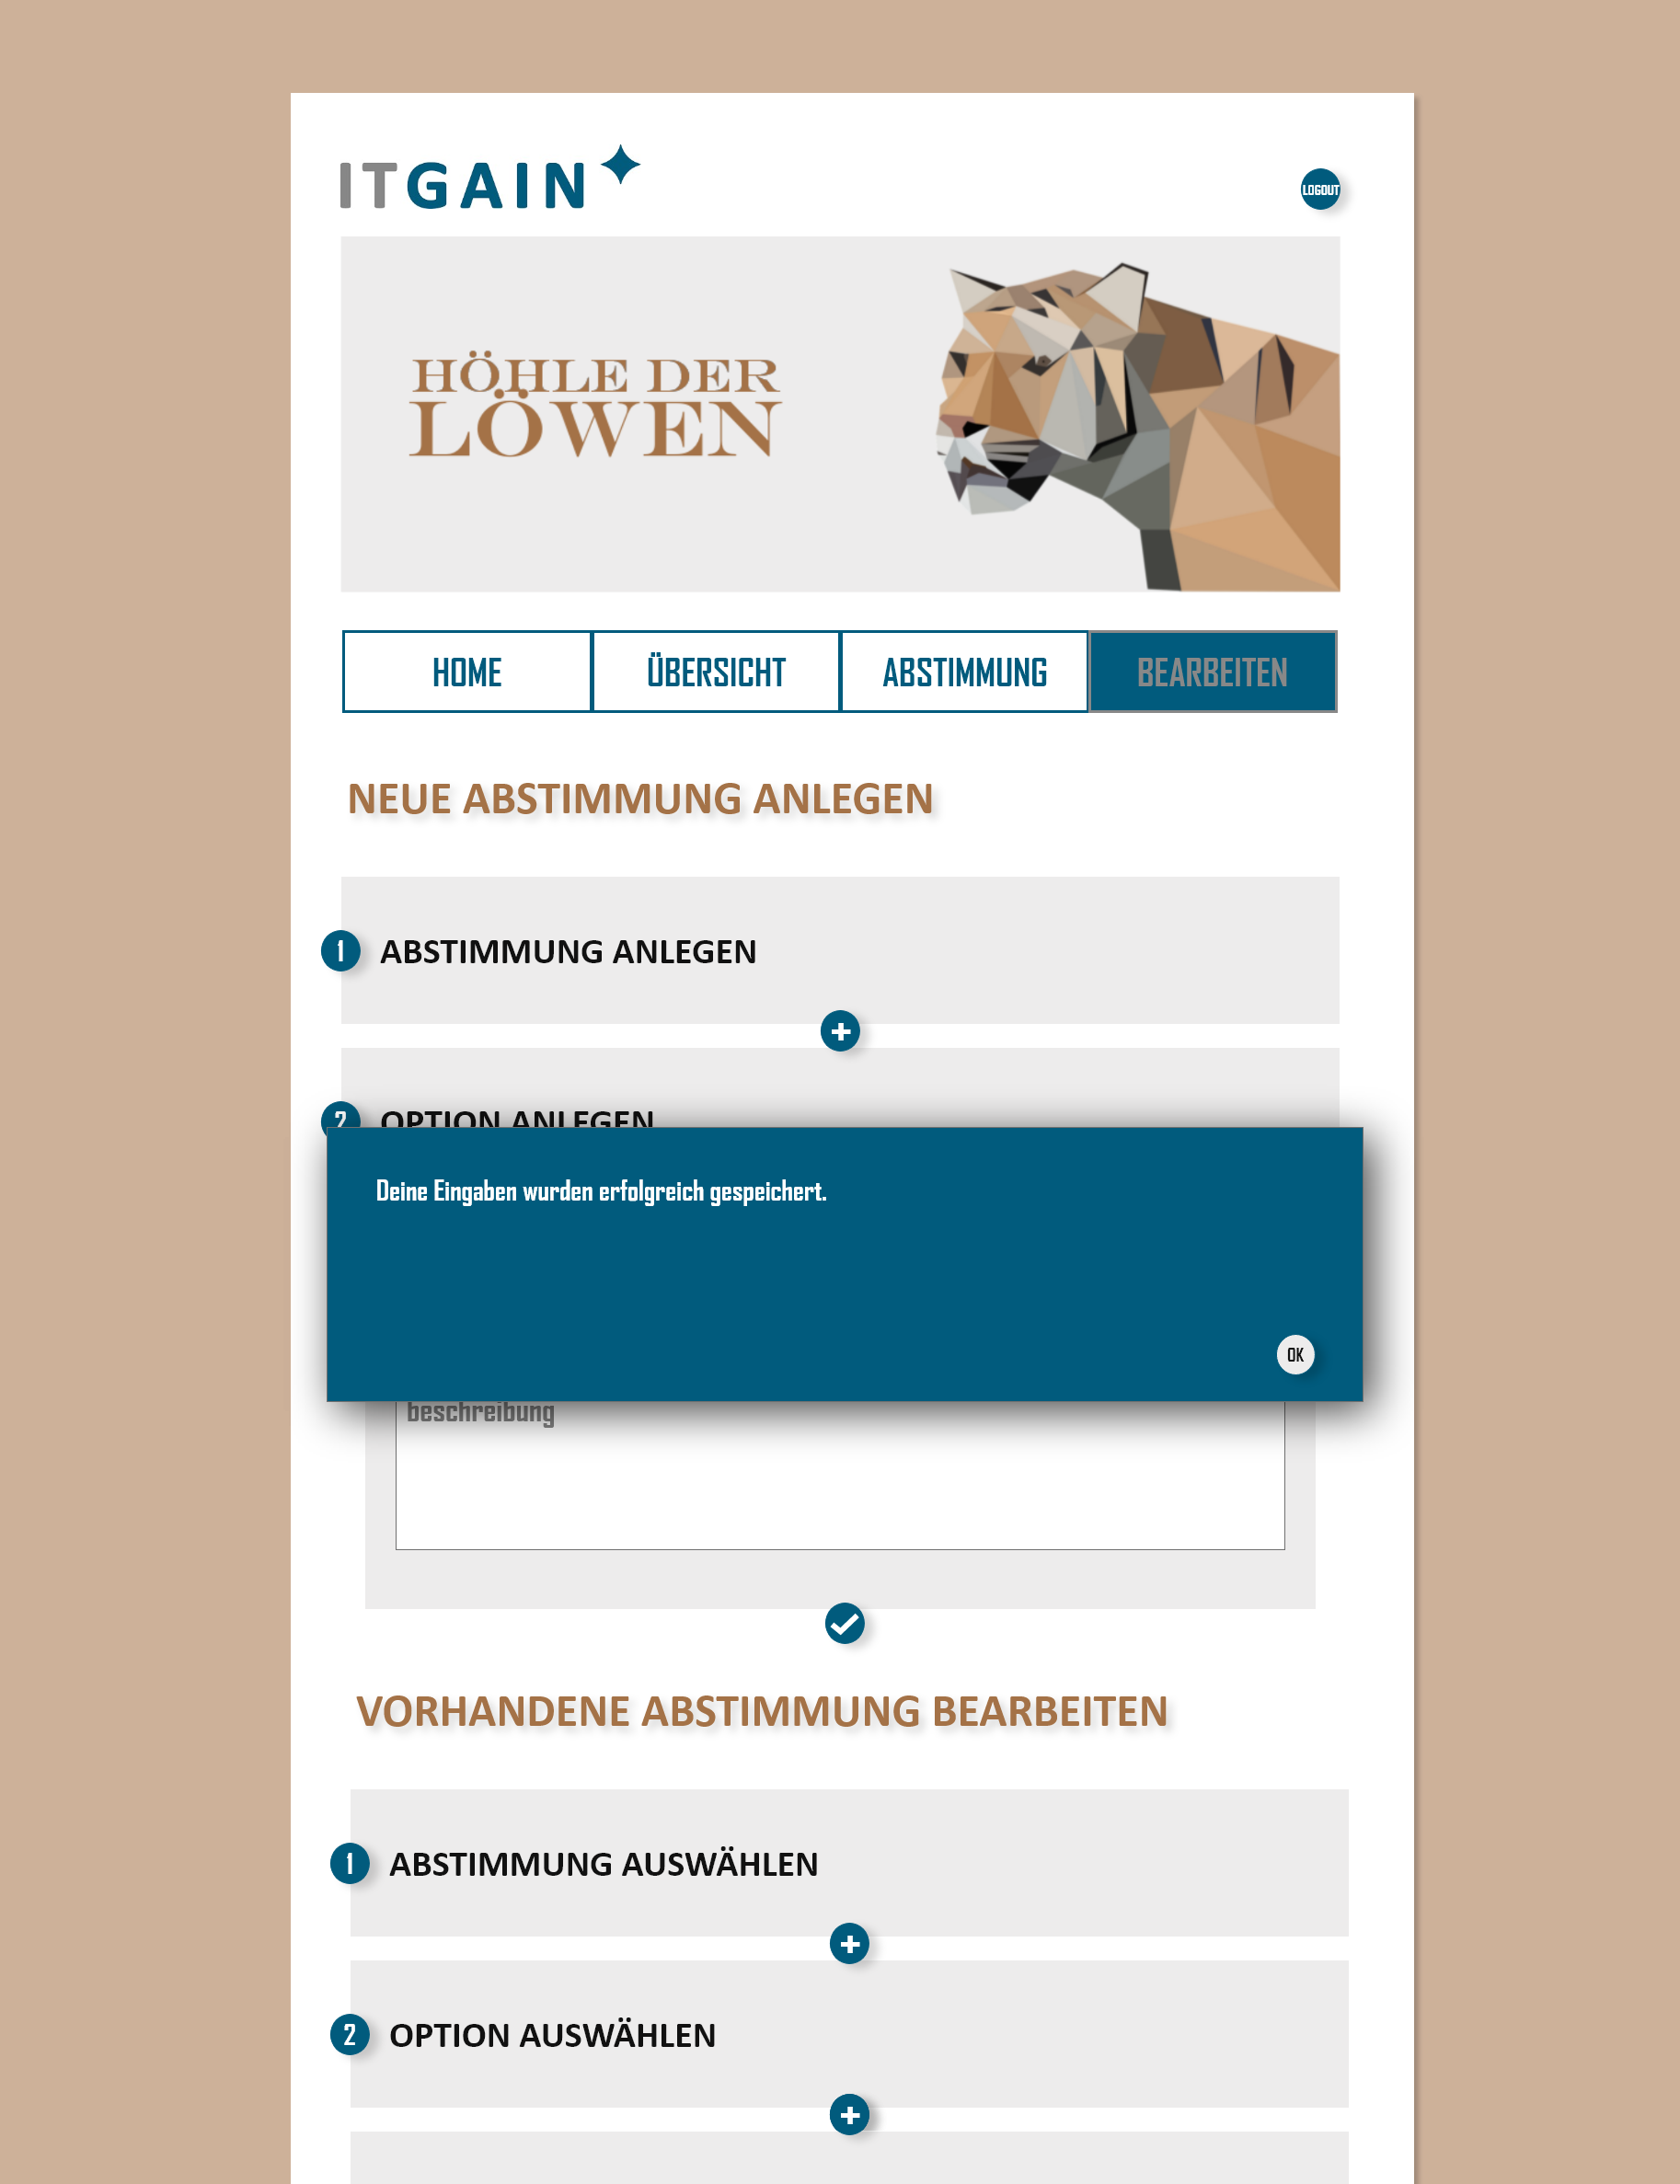 ITGAIN
LOGOUT
HÖHLE DER
LÖWEN
HOME ÜBERSICHT ABSTIMMUNG BEARBEITEN
NEUE ABSTIMMUNG ANLEGEN
1 ABSTIMMUNG ANLEGEN
+
2 OPTION ANLEGEN
Deine Eingaben wurden erfolgreich gespeichert.
OK
beschreibung
VORHANDENE ABSTIMMUNG BEARBEITEN
1 ABSTIMMUNG AUSWÄHLEN
+
2 OPTION AUSWÄHLEN
+